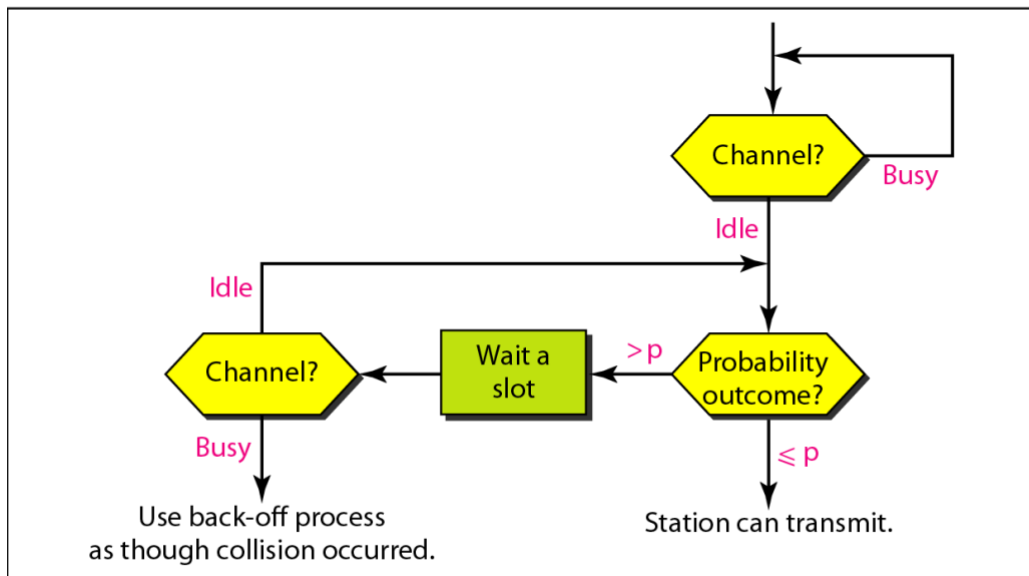 Channel?
Busy
Idle
Idle
Channel?
Wait a
slot
>p
Probability
outcome?
Busy
⩽ p
Use back-off process
as though collision occurred.
Station can transmit.